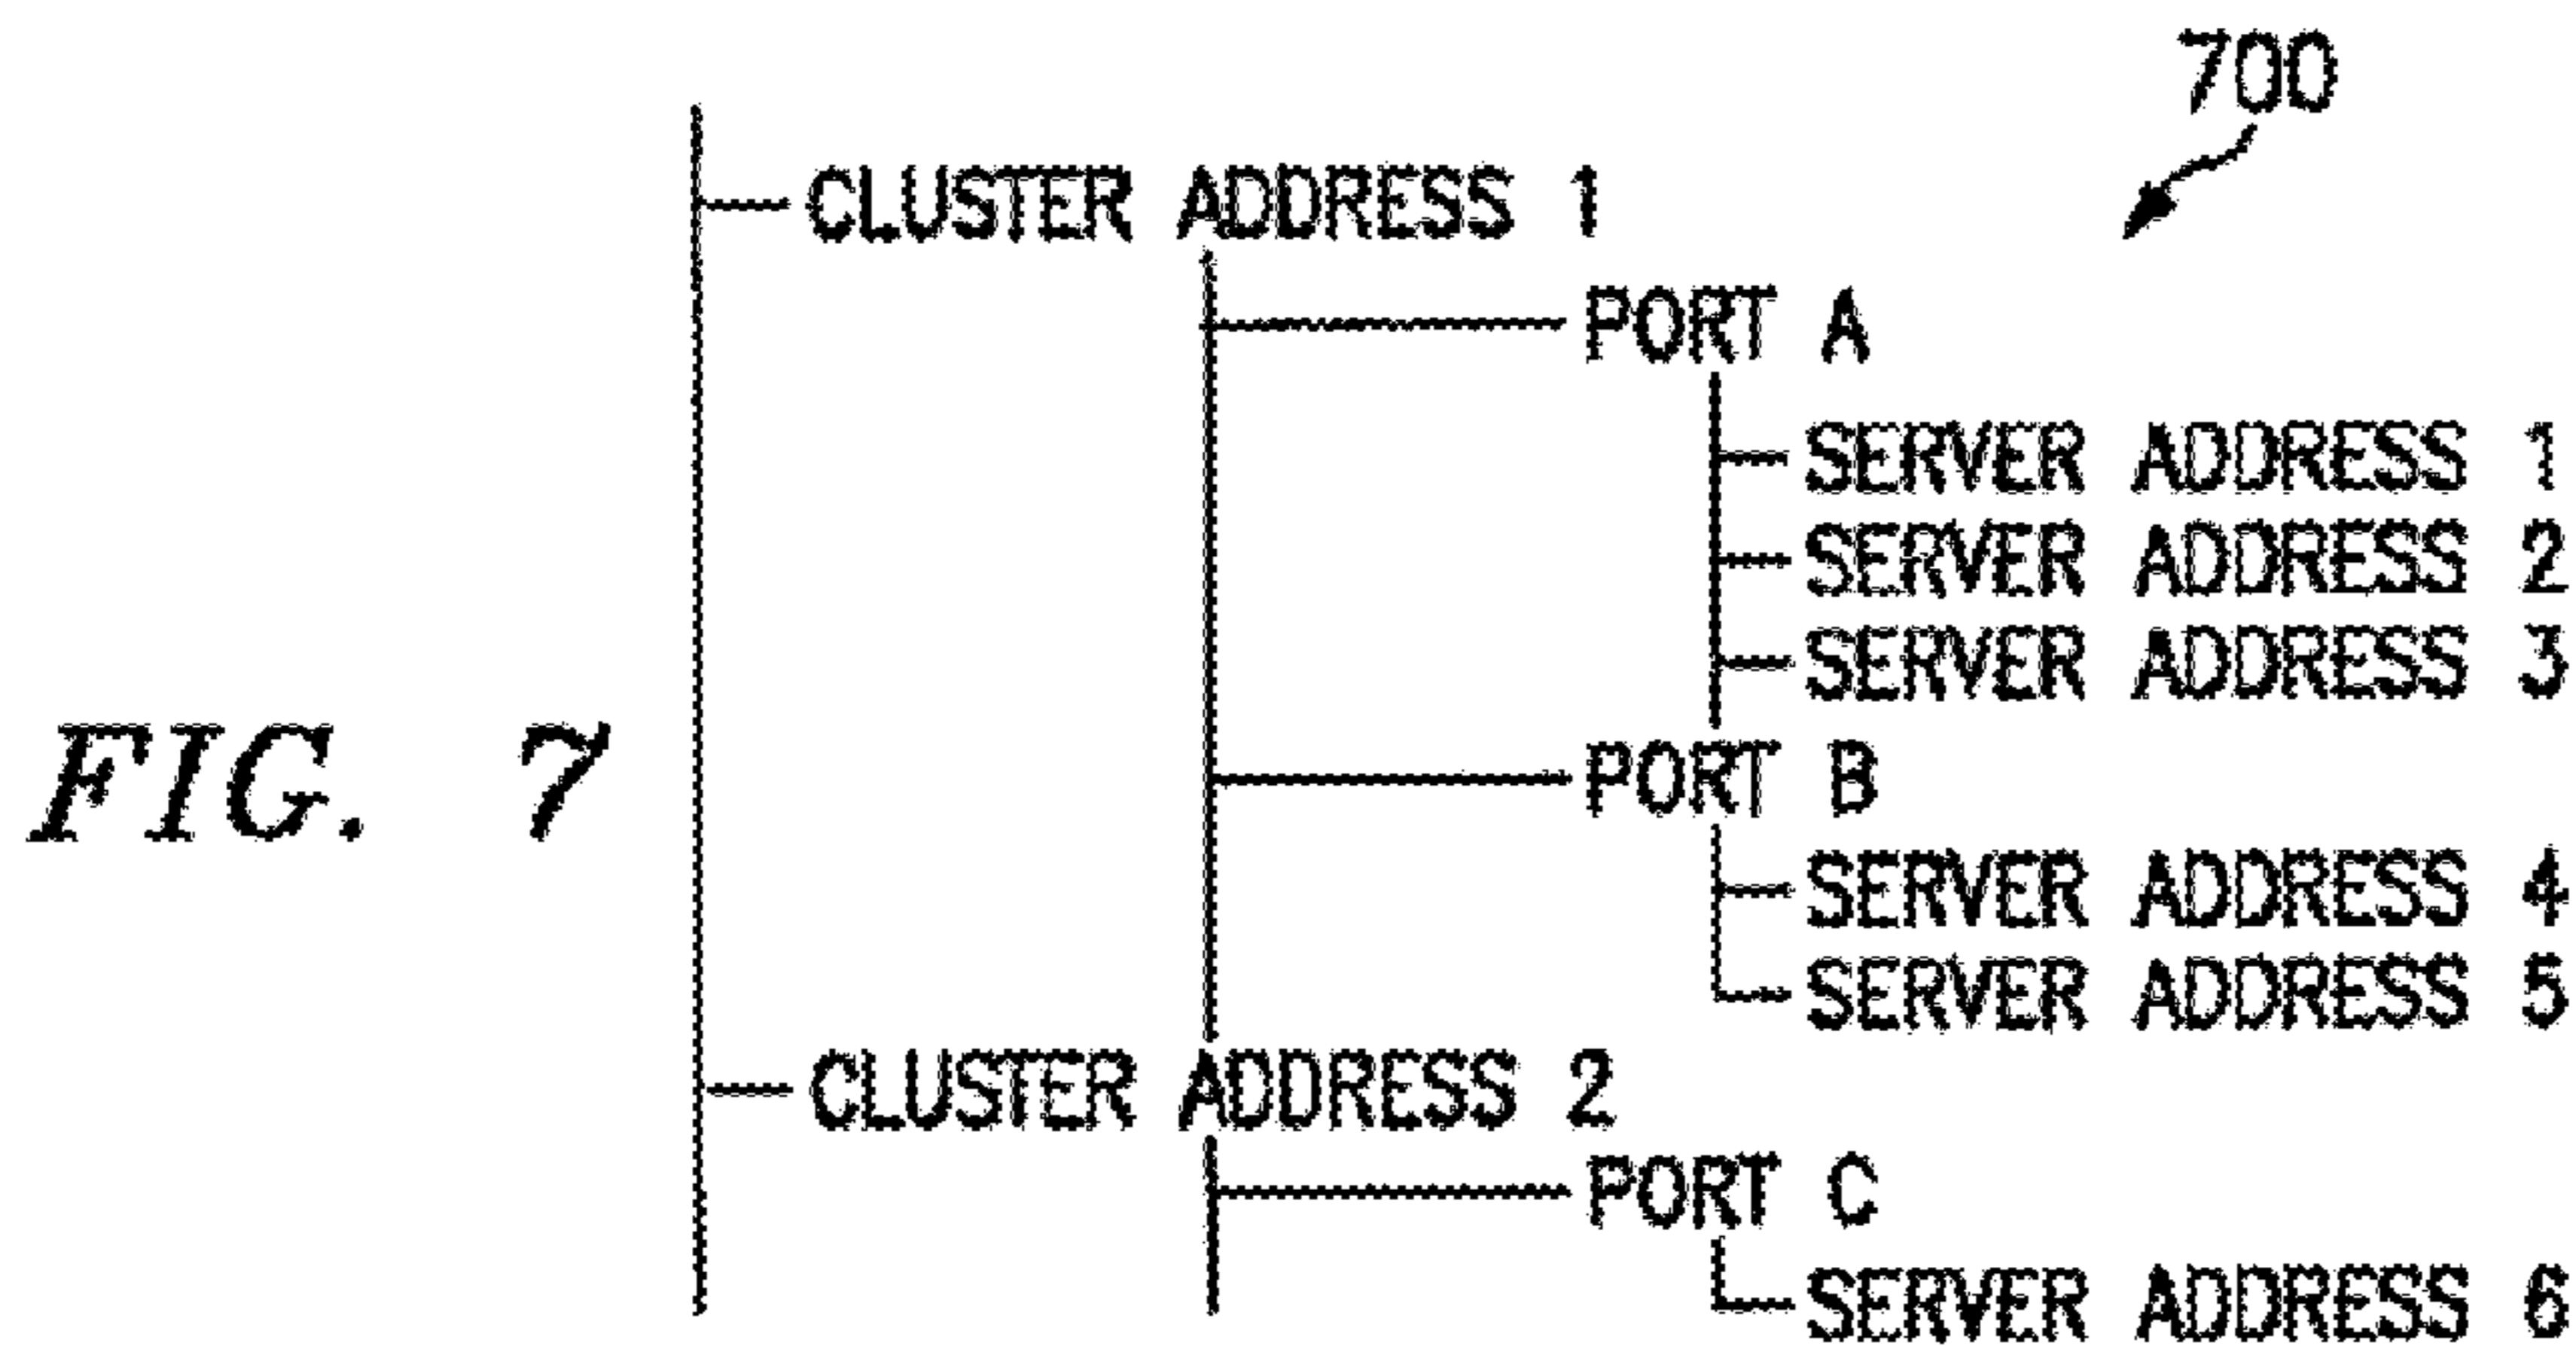 700
CLUSTER ADDRESS 1
PORT A
SERVER ADDRESS 1
SERVER ADDRESS 2
SERVER ADDRESS 3
FIG. 7
PORT B
SERVER ADDRESS 4
SERVER ADDRESS 5
CLUSTER ADDRESS 2
PORT C
SERVER ADDRESS 6